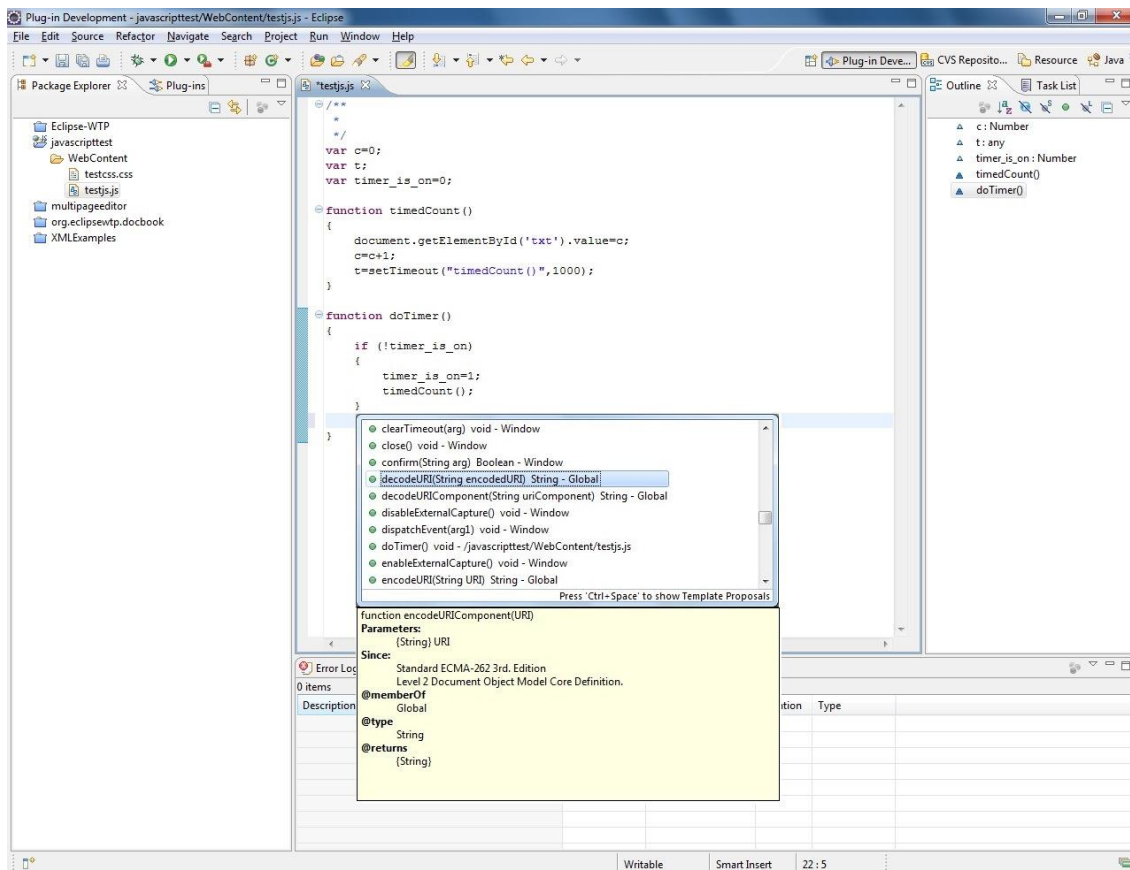 Plug-in Development - javascripttest/WebContent/testjs.js - Eclipse
File Edit Source Refactor Navigate Search Project Run Window Help
Plug-in Deve... CVS Reposito... Resource Java
Package Explorer Plug-ins
Eclipse-WTP
javascripttest
WebContent
testcss.css
testjs.js
multipageeditor
org.eclipsewtp.docbook
XMLExamples
*testjs.js
/**
*
*/
var c=0;
var t;
var timer_is_on=0;
function timedCount()
{
document.getElementById('txt').value=c;
c=c+1;
t=setTimeout("timedCount()",1000);
}
function doTimer()
{
if (!timer_is_on)
{
timer_is_on=1;
timedCount();
}
}
clearTimeout(arg) void - Window
close() void - Window
confirm(String arg) Boolean - Window
decodeURI(String encodedURI) String - Global
decodeURIComponent(String uriComponent) String - Global
disableExternalCapture() void - Window
dispatchEvent(arg1) void - Window
doTimer() void - /javascripttest/WebContent/testjs.js
enableExternalCapture() void - Window
encodeURI(String URI) String - Global
Press 'Ctrl+Space' to show Template Proposals
function encodeURIComponent(URI)
Parameters:
{String} URI
Since:
Standard ECMA-262 3rd. Edition
Level 2 Document Object Model Core Definition.
@memberOf
Global
@type
String
@returns
{String}
Outline Task List
c : Number
t : any
timer_is_on : Number
timedCount()
doTimer()
Error Log
0 items
Description Type
Writable Smart Insert 22 : 5